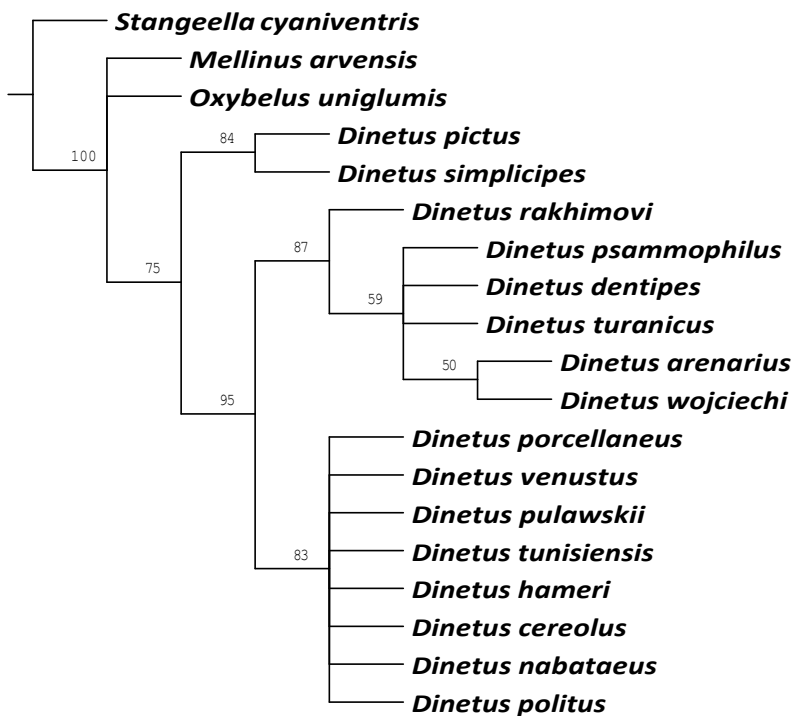 Stangeella cyaniventris
Mellinus arvensis
Oxybelus uniglumis
84
Dinetus pictus
100
Dinetus simplicipes
Dinetus rakhimovi
87
Dinetus psammophilus
75
Dinetus dentipes
59
Dinetus turanicus
50
Dinetus arenarius
95
Dinetus wojciechi
Dinetus porcellaneus
Dinetus venustus
Dinetus pulawskii
83
Dinetus tunisiensis
Dinetus hameri
Dinetus cereolus
Dinetus nabataeus
Dinetus politus